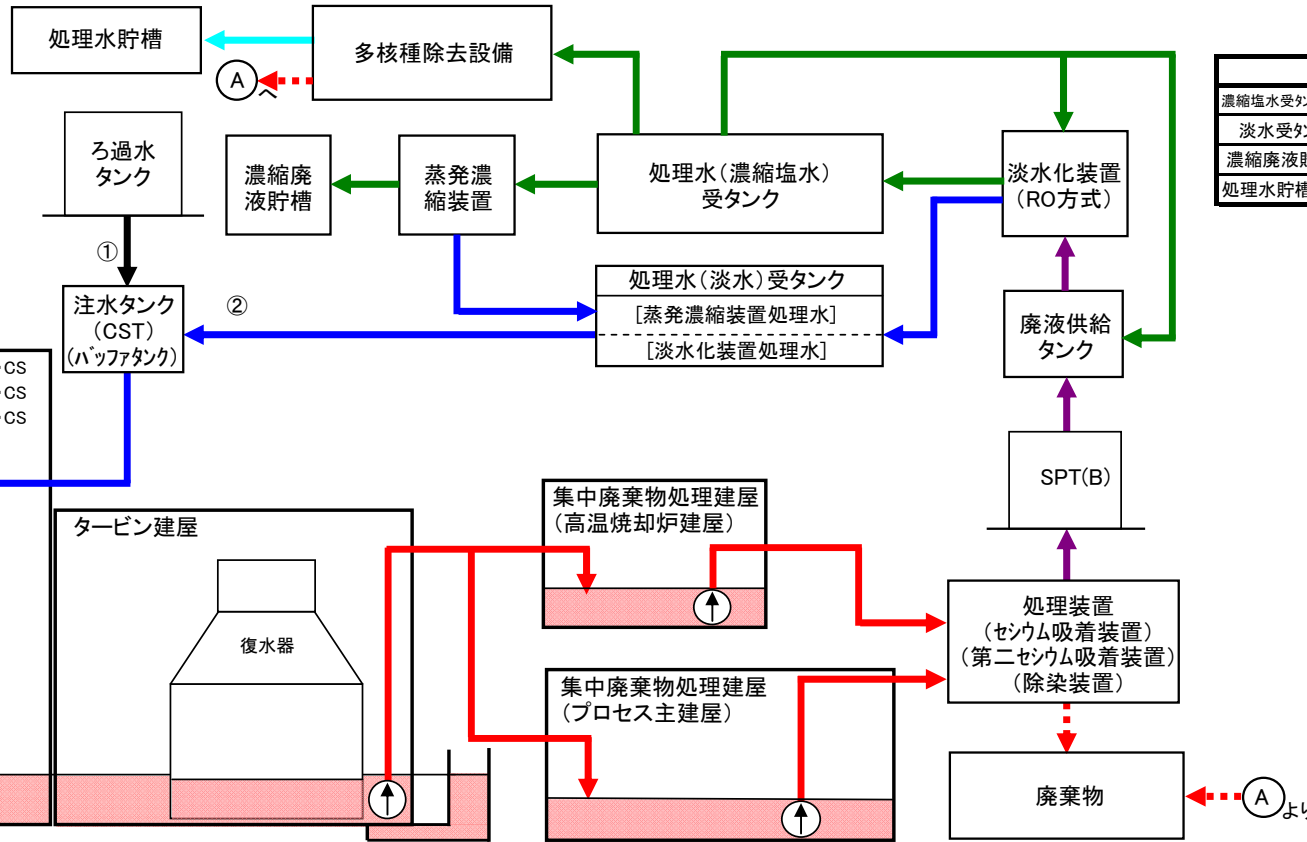 処理水貯槽
多核種除去設備
A
へ
ろ過水
タンク
濃縮廃
液貯槽
蒸発濃
縮装置
処理水(濃縮塩水)
受タンク
淡水化装置
(RO方式)
濃縮塩水受タン
淡水受タン
濃縮廃液貯
処理水貯槽
①
注水タンク
(CST)
(バッファタンク)
②
処理水(淡水)受タンク
[蒸発濃縮装置処理水]
[淡水化装置処理水]
廃液供給
タンク
CS
CS
CS
SPT(B)
タービン建屋
復水器
集中廃棄物処理建屋
(高温焼却炉建屋)
集中廃棄物処理建屋
(プロセス主建屋)
処理装置
(セシウム吸着装置)
(第二セシウム吸着装置)
(除染装置)
廃棄物
A
より